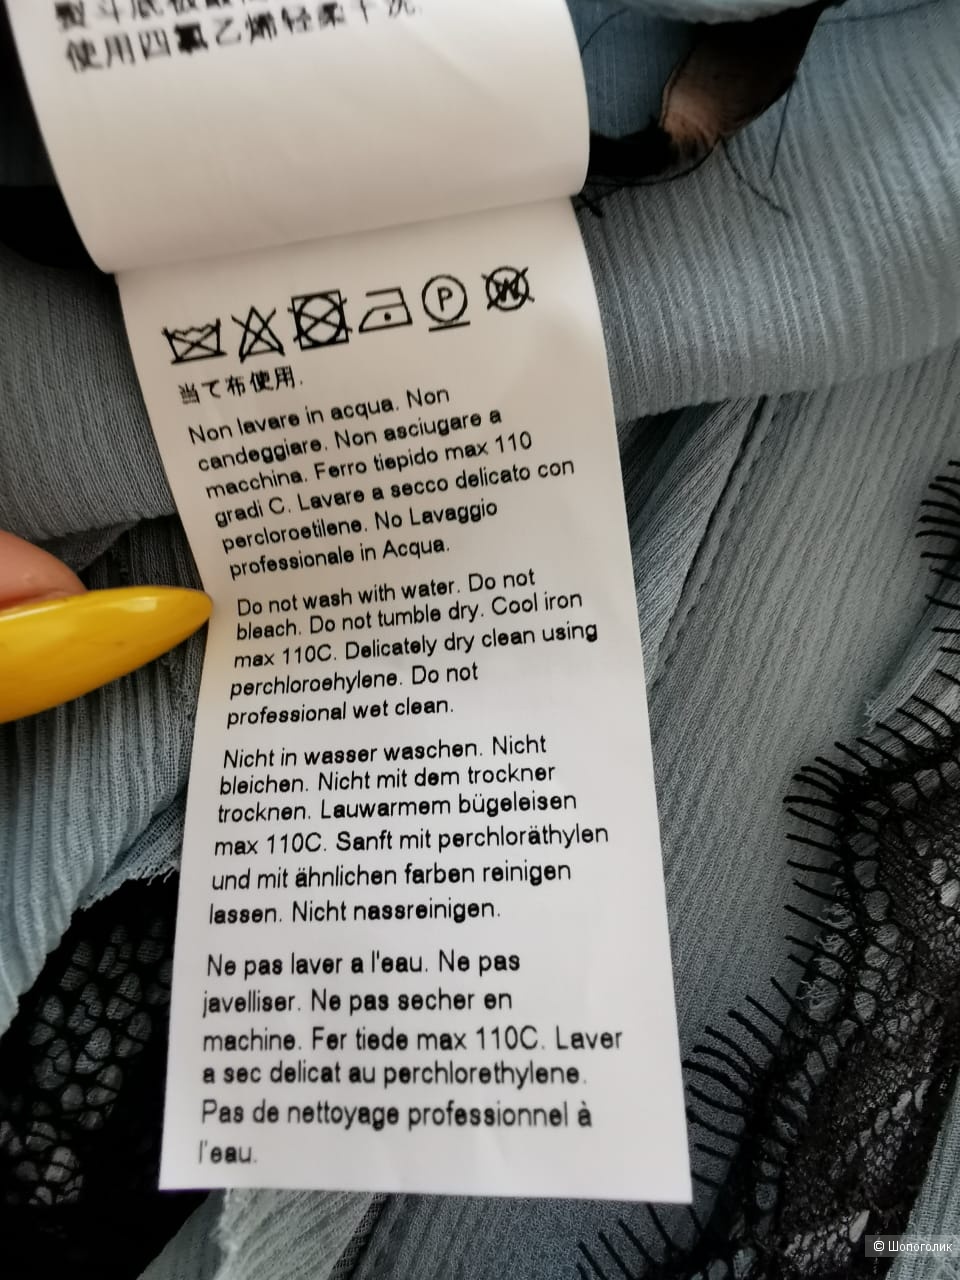 使用四氯乙烯轻柔干洗.
P
W
当て布使用.
Non lavare in acqua. Non
candeggiare. Non asciugare a
macchina. Ferro tiepido max 110
gradi C. Lavare a secco delicato con
percloroetilene. No Lavaggio
professionale in Acqua.
Do not wash with water. Do not
bleach. Do not tumble dry. Cool iron
max 110C. Delicately dry clean using
perchloroehylene. Do not
professional wet clean.
Nicht in wasser waschen. Nicht
bleichen. Nicht mit dem trockner
trocknen. Lauwarmem bügeleisen
max 110C. Sanft mit perchloräthylen
und mit ähnlichen farben reinigen
lassen. Nicht nassreinigen.
Ne pas laver a l'eau. Ne pas
javelliser. Ne pas secher en
machine. Fer tiede max 110C. Laver
a sec delicat au perchlorethylene.
Pas de nettoyage professionnel à
l'eau.
© Шопоголик